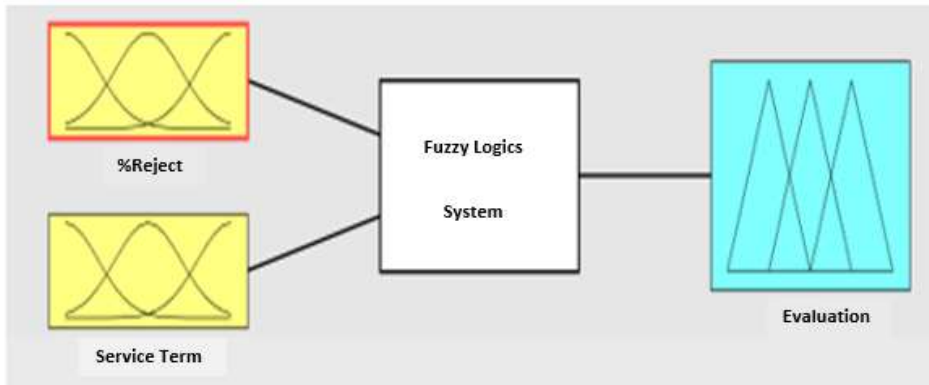 %Reject
Fuzzy Logics
System
Service Term
Evaluation